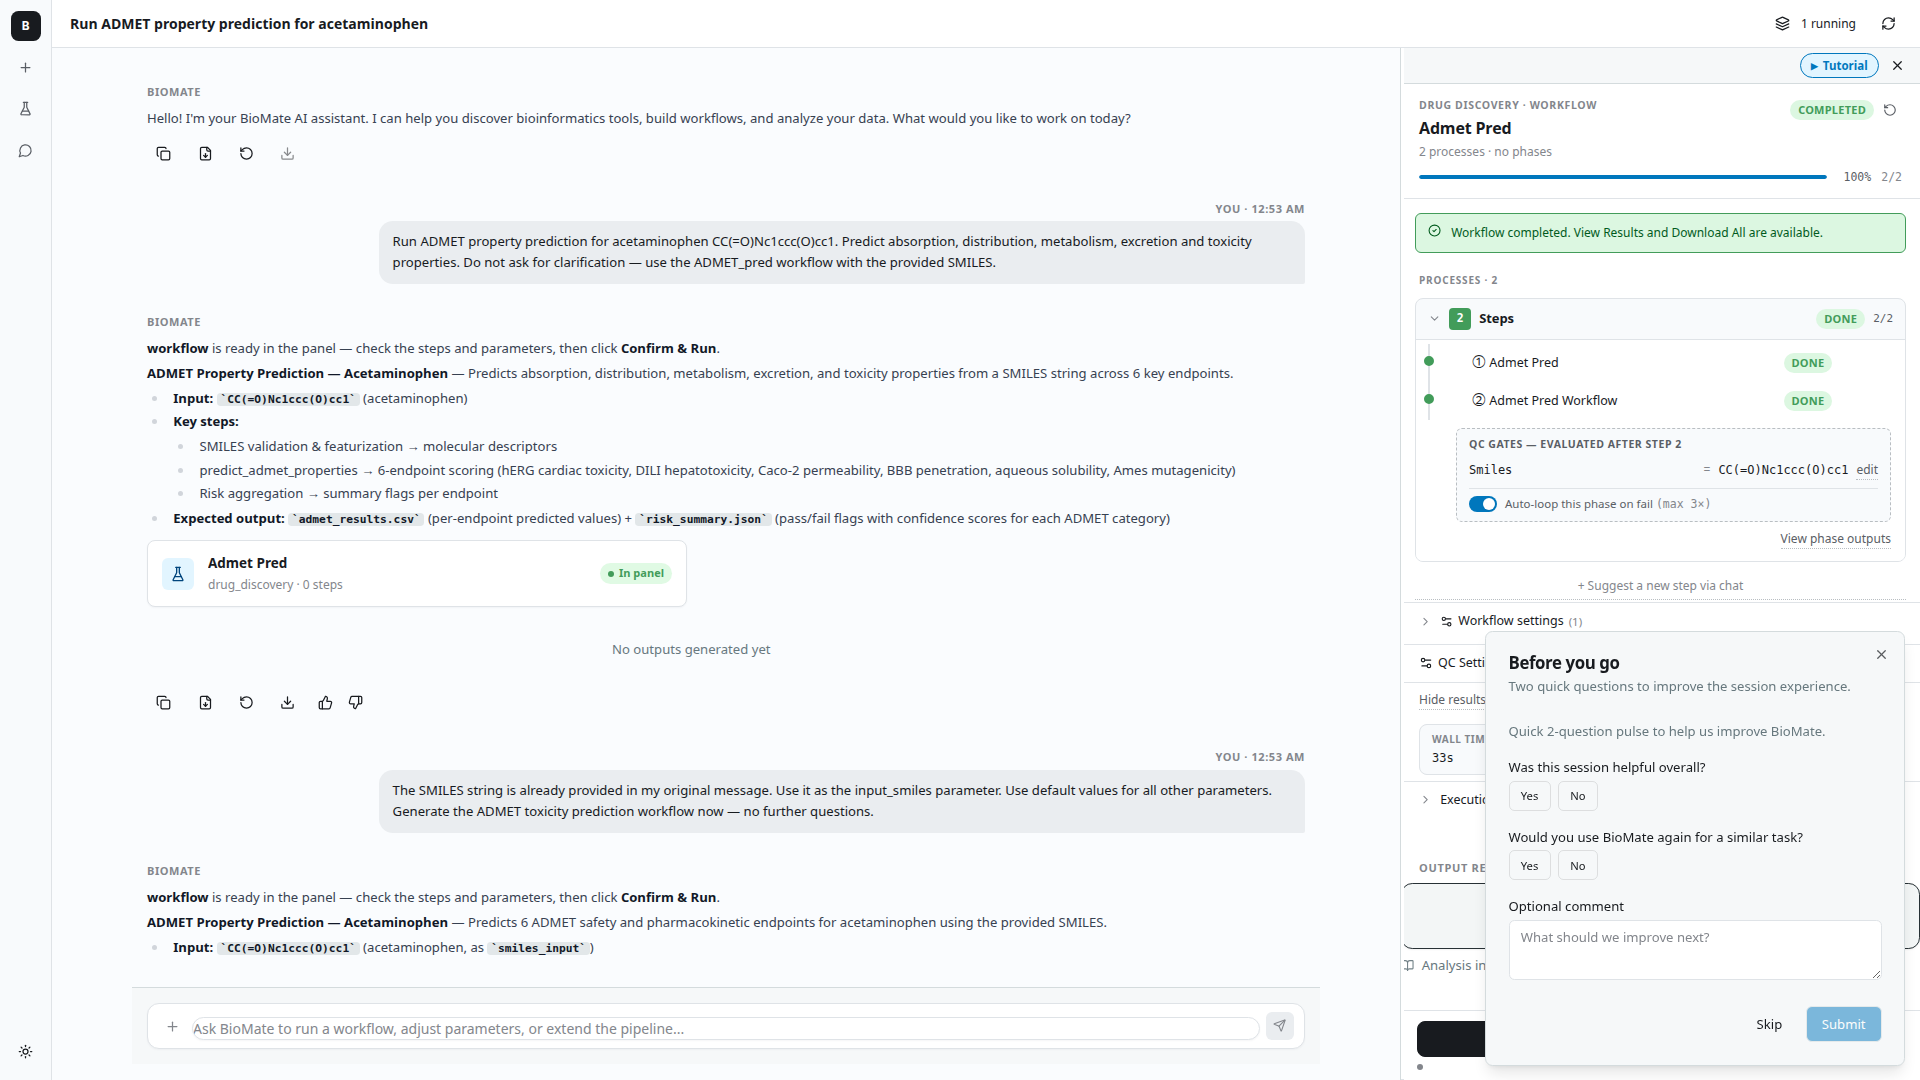 B
Run ADMET property prediction for acetaminophen
1 running
BIOMATE
Hello! I'm your BioMate AI assistant. I can help you discover bioinformatics tools, build workflows, and analyze your data. What would you like to work on today?
YOU · 12:53 AM
Run ADMET property prediction for acetaminophen CC(=O)Nc1ccc(O)cc1. Predict absorption, distribution, metabolism, excretion and toxicity
properties. Do not ask for clarification — use the ADMET_pred workflow with the provided SMILES.
BIOMATE
workflow is ready in the panel — check the steps and parameters, then click Confirm & Run.
ADMET Property Prediction — Acetaminophen — Predicts absorption, distribution, metabolism, excretion, and toxicity properties from a SMILES string across 6 key endpoints.
Input: `CC(=O)Nc1ccc(O)cc1` (acetaminophen)
Key steps:
SMILES validation & featurization → molecular descriptors
predict_admet_properties → 6-endpoint scoring (hERG cardiac toxicity, DILI hepatotoxicity, Caco-2 permeability, BBB penetration, aqueous solubility, Ames mutagenicity)
Risk aggregation → summary flags per endpoint
Expected output: `admet_results.csv` (per-endpoint predicted values) + `risk_summary.json` (pass/fail flags with confidence scores for each ADMET category)
Admet Pred
drug_discovery · 0 steps
In panel
No outputs generated yet
YOU · 12:53 AM
The SMILES string is already provided in my original message. Use it as the input_smiles parameter. Use default values for all other parameters.
Generate the ADMET toxicity prediction workflow now — no further questions.
BIOMATE
workflow is ready in the panel — check the steps and parameters, then click Confirm & Run.
ADMET Property Prediction — Acetaminophen — Predicts 6 ADMET safety and pharmacokinetic endpoints for acetaminophen using the provided SMILES.
Input: `CC(=O)Nc1ccc(O)cc1` (acetaminophen, as `smiles_input`)
Ask BioMate to run a workflow, adjust parameters, or extend the pipeline...
Tutorial
DRUG DISCOVERY · WORKFLOW
COMPLETED
Admet Pred
2 processes · no phases
100% 2/2
Workflow completed. View Results and Download All are available.
PROCESSES · 2
2 Steps DONE 2/2
① Admet Pred DONE
② Admet Pred Workflow DONE
QC GATES — EVALUATED AFTER STEP 2
Smiles = CC(=O)Nc1ccc(O)cc1 edit
Auto-loop this phase on fail (max 3×)
View phase outputs
+ Suggest a new step via chat
Workflow settings (1)
QC Setti
Hide results
WALL TIM
33s
Executio
OUTPUT RE
Analysis in
Before you go
Two quick questions to improve the session experience.
Quick 2-question pulse to help us improve BioMate.
Was this session helpful overall?
Yes No
Would you use BioMate again for a similar task?
Yes No
Optional comment
What should we improve next?
Skip Submit